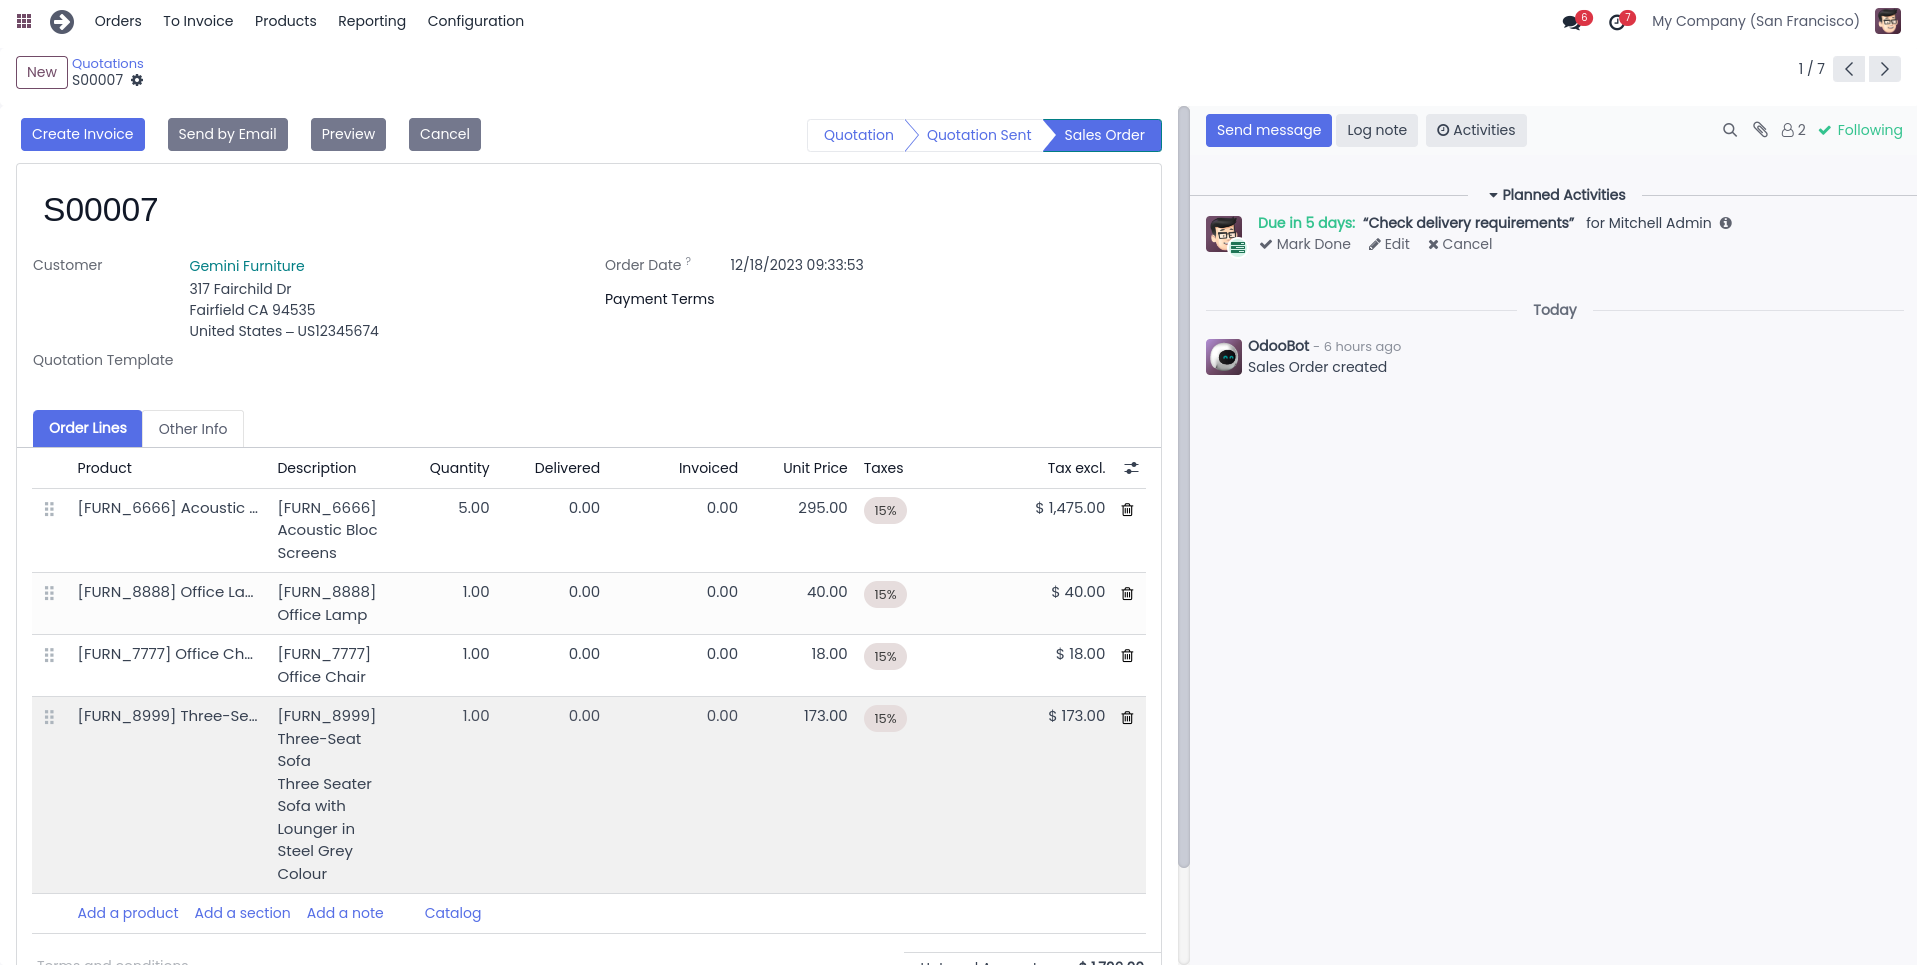 Orders To Invoice Products Reporting Configuration 6 7 My Company (San Francisco)
New Quotations
S00007
1 / 7
Create Invoice Send by Email Preview Cancel Quotation Quotation Sent Sales Order
S00007
Customer Gemini Furniture
317 Fairchild Dr
Fairfield CA 94535
United States – US12345674
Order Date ? 12/18/2023 09:33:53
Payment Terms
Quotation Template
Order Lines Other Info
Product Description Quantity Delivered Invoiced Unit Price Taxes Tax excl.
[FURN_6666] Acoustic ... [FURN_6666] 5.00 0.00 0.00 295.00 15% $ 1,475.00
Acoustic Bloc
Screens
[FURN_8888] Office La... [FURN_8888] 1.00 0.00 0.00 40.00 15% $ 40.00
Office Lamp
[FURN_7777] Office Ch... [FURN_7777] 1.00 0.00 0.00 18.00 15% $ 18.00
Office Chair
[FURN_8999] Three-Se... [FURN_8999] 1.00 0.00 0.00 173.00 15% $ 173.00
Three-Seat
Sofa
Three Seater
Sofa with
Lounger in
Steel Grey
Colour
Add a product Add a section Add a note Catalog
Terms and conditions
Send message Log note Activities 2 Following
Planned Activities
Due in 5 days: “Check delivery requirements” for Mitchell Admin
Mark Done Edit Cancel
Today
OdooBot - 6 hours ago
Sales Order created